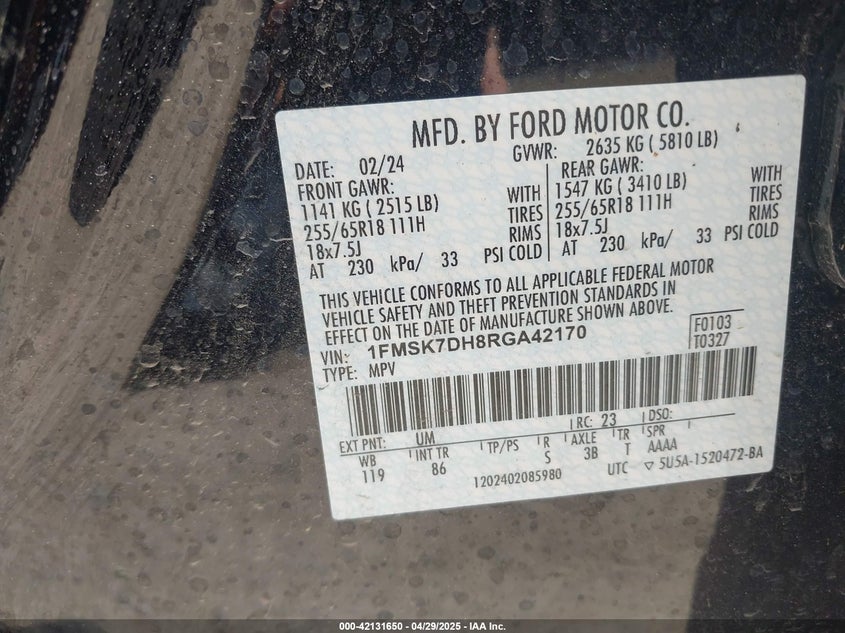 MFD. BY FORD MOTOR CO.
DATE: 02/24 GVWR: 2635 KG ( 5810 LB)
FRONT GAWR: REAR GAWR:
1141 KG ( 2515 LB) WITH 1547 KG ( 3410 LB) WITH
255/65R18 111H TIRES 255/65R18 111H TIRES
18x7.5J RIMS 18x7.5J RIMS
AT 230 kPa/ 33 PSI COLD AT 230 kPa/ 33 PSI COLD
THIS VEHICLE CONFORMS TO ALL APPLICABLE FEDERAL MOTOR
VEHICLE SAFETY AND THEFT PREVENTION STANDARDS IN
EFFECT ON THE DATE OF MANUFACTURE SHOWN ABOVE.
VIN: 1FMSK7DH8RGA42170 F0103
TYPE: MPV T0327
EXT PNT: UM RC: 23 DSO:
WB INT TR TP/PS R AXLE TR SPR
119 86 S 3B T AAAA
1202402085980 UTC ▽ 5U5A-1520472-BA
000-42131650 - 04/29/2025 - IAA Inc.